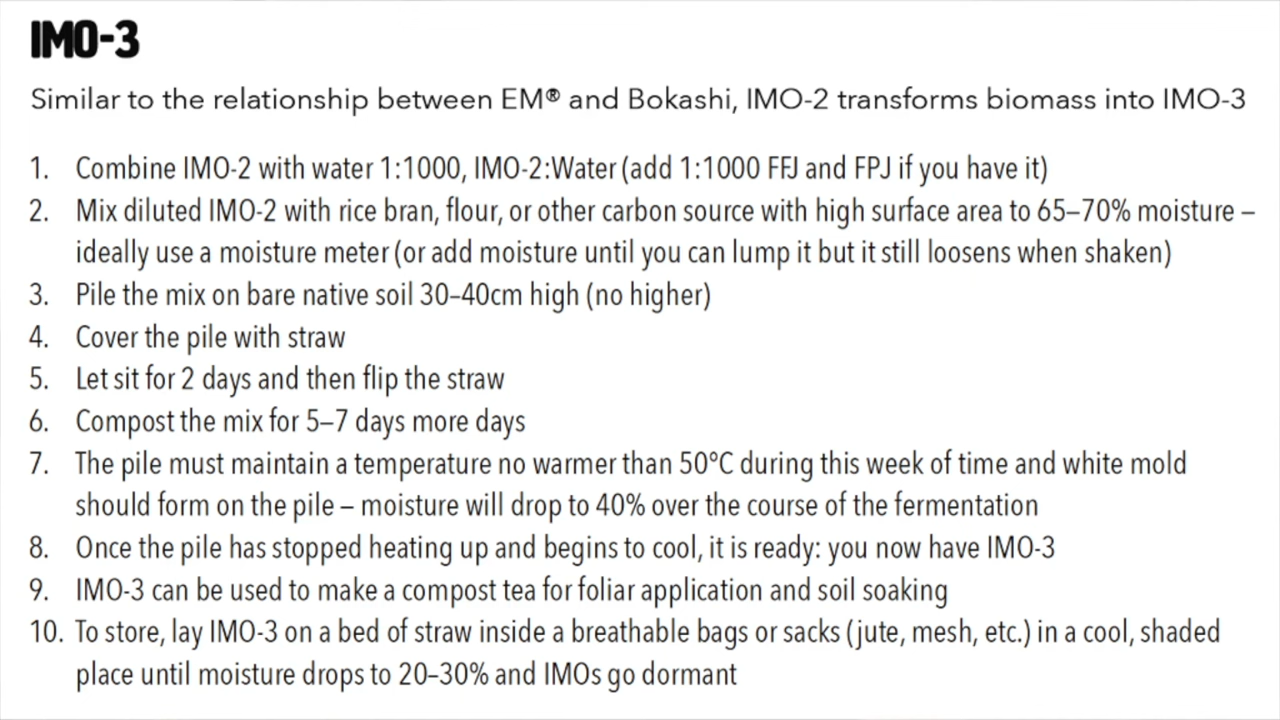 IMO-3
Similar to the relationship between EM® and Bokashi, IMO-2 transforms biomass into IMO-3
1. Combine IMO-2 with water 1:1000, IMO-2:Water (add 1:1000 FFJ and FPJ if you have it)
2. Mix diluted IMO-2 with rice bran, flour, or other carbon source with high surface area to 65–70% moisture –
ideally use a moisture meter (or add moisture until you can lump it but it still loosens when shaken)
3. Pile the mix on bare native soil 30–40cm high (no higher)
4. Cover the pile with straw
5. Let sit for 2 days and then flip the straw
6. Compost the mix for 5–7 days more days
7. The pile must maintain a temperature no warmer than 50°C during this week of time and white mold
should form on the pile – moisture will drop to 40% over the course of the fermentation
8. Once the pile has stopped heating up and begins to cool, it is ready: you now have IMO-3
9. IMO-3 can be used to make a compost tea for foliar application and soil soaking
10. To store, lay IMO-3 on a bed of straw inside a breathable bags or sacks (jute, mesh, etc.) in a cool, shaded
place until moisture drops to 20–30% and IMOs go dormant